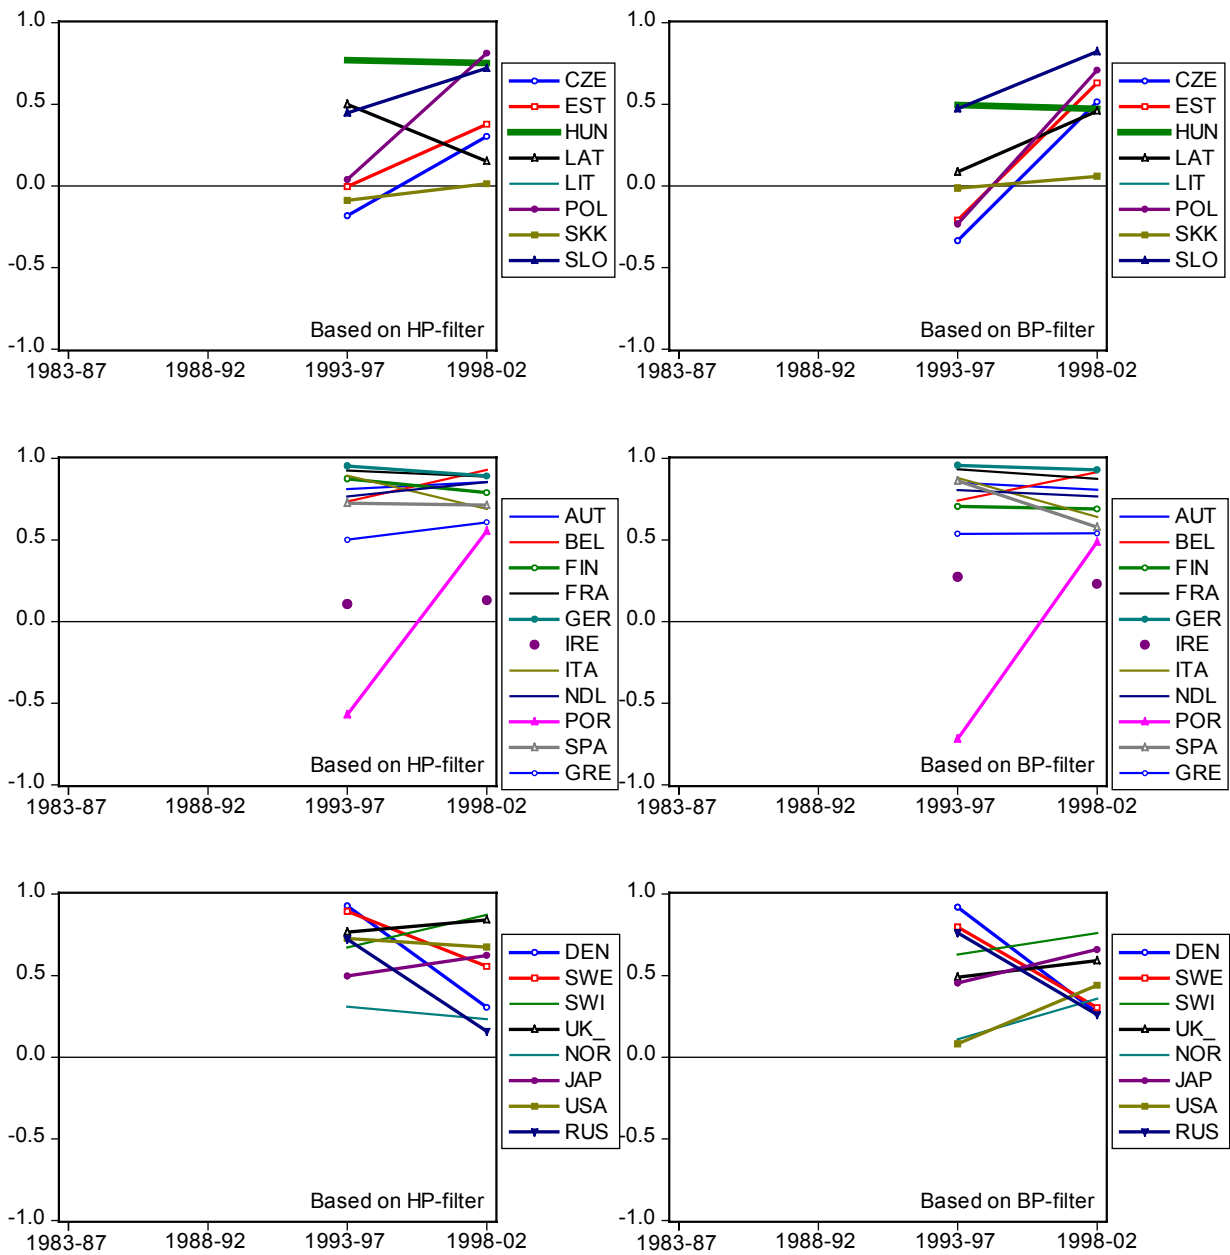 1.0
0.5
0.0
-0.5
-1.0
CZE
EST
HUN
LAT
LIT
POL
SKK
SLO
Based on HP-filter
1983-87 1988-92 1993-97 1998-02
1.0
0.5
0.0
-0.5
-1.0
CZE
EST
HUN
LAT
LIT
POL
SKK
SLO
Based on BP-filter
1983-87 1988-92 1993-97 1998-02
1.0
0.5
0.0
-0.5
-1.0
AUT
BEL
FIN
FRA
GER
IRE
ITA
NDL
POR
SPA
GRE
Based on HP-filter
1983-87 1988-92 1993-97 1998-02
1.0
0.5
0.0
-0.5
-1.0
AUT
BEL
FIN
FRA
GER
IRE
ITA
NDL
POR
SPA
GRE
Based on BP-filter
1983-87 1988-92 1993-97 1998-02
1.0
0.5
0.0
-0.5
-1.0
DEN
SWE
SWI
UK_
NOR
JAP
USA
RUS
Based on HP-filter
1983-87 1988-92 1993-97 1998-02
1.0
0.5
0.0
-0.5
-1.0
DEN
SWE
SWI
UK_
NOR
JAP
USA
RUS
Based on BP-filter
1983-87 1988-92 1993-97 1998-02